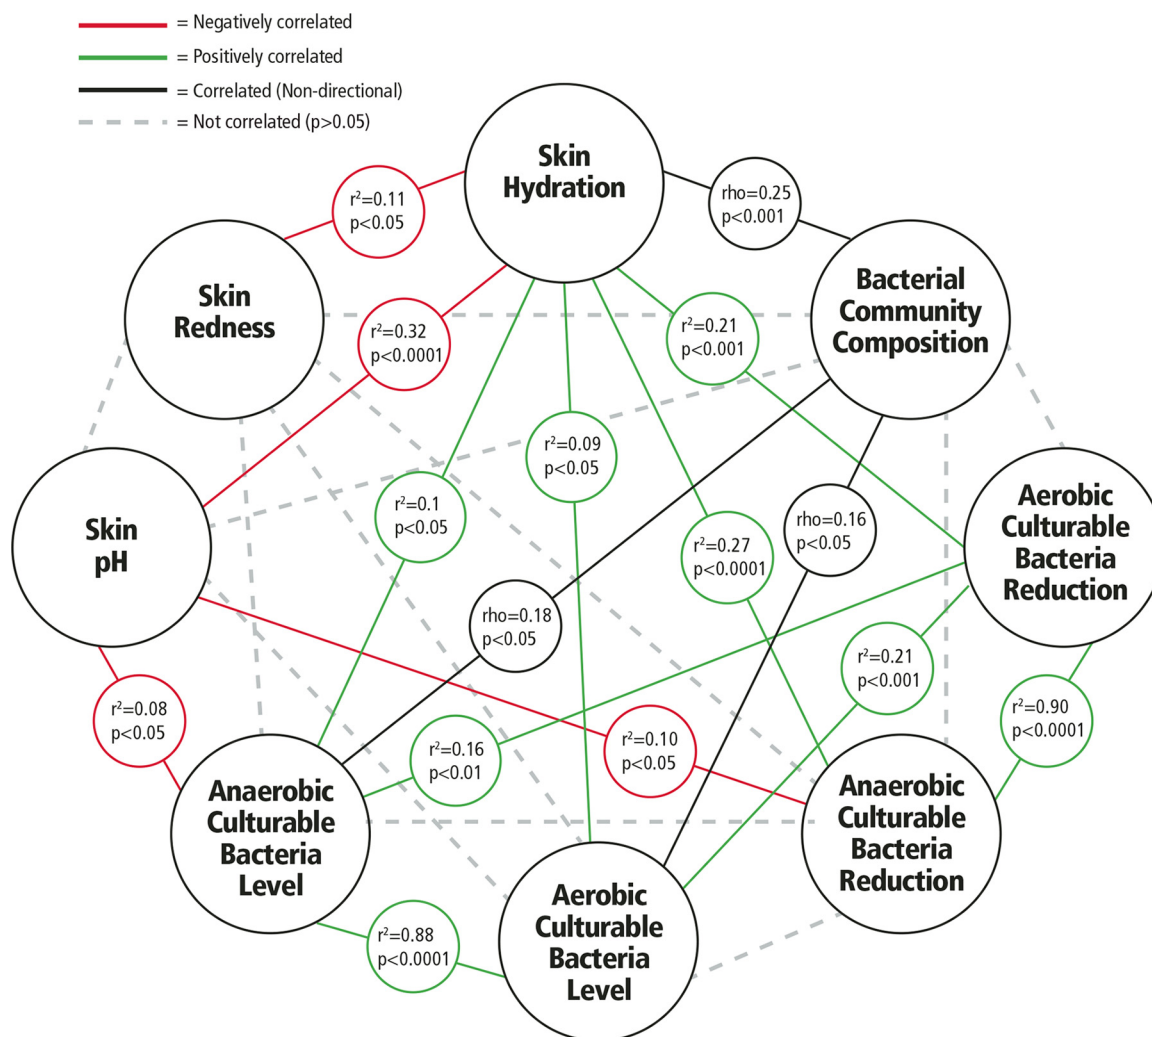 = Negatively correlated
= Positively correlated
= Correlated (Non-directional)
= Not correlated (p>0.05)
Skin
Hydration
r²=0.11
p<0.05
rho=0.25
p<0.001
Skin
Redness
Bacterial
Community
Composition
r²=0.32
p<0.0001
r²=0.21
p<0.001
r²=0.09
p<0.05
r²=0.1
p<0.05
Skin
pH
rho=0.16
p<0.05
r²=0.27
p<0.0001
Aerobic
Culturable
Bacteria
Reduction
rho=0.18
p<0.05
r²=0.21
p<0.001
r²=0.08
p<0.05
r²=0.16
p<0.01
r²=0.10
p<0.05
r²=0.90
p<0.0001
Anaerobic
Culturable
Bacteria
Level
Anaerobic
Culturable
Bacteria
Reduction
r²=0.88
p<0.0001
Aerobic
Culturable
Bacteria
Level